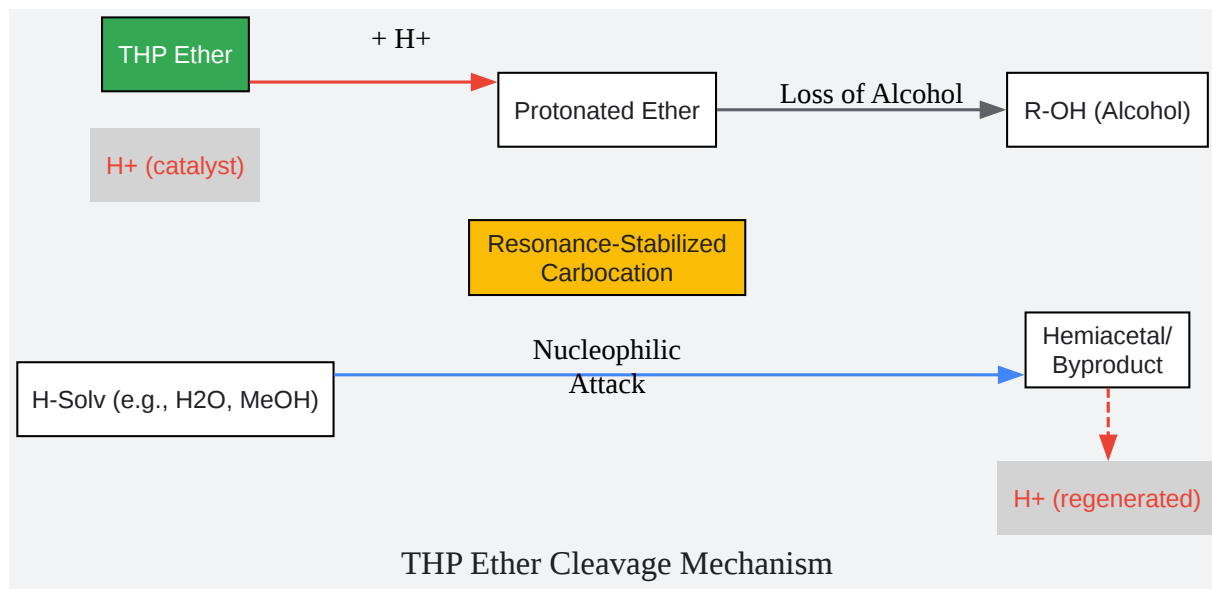 THP Ether
+ H+
Protonated Ether
Loss of Alcohol
R-OH (Alcohol)
H+ (catalyst)
Resonance-Stabilized
Carbocation
H-Solv (e.g., H2O, MeOH)
Nucleophilic
Attack
Hemiacetal/
Byproduct
H+ (regenerated)
THP Ether Cleavage Mechanism